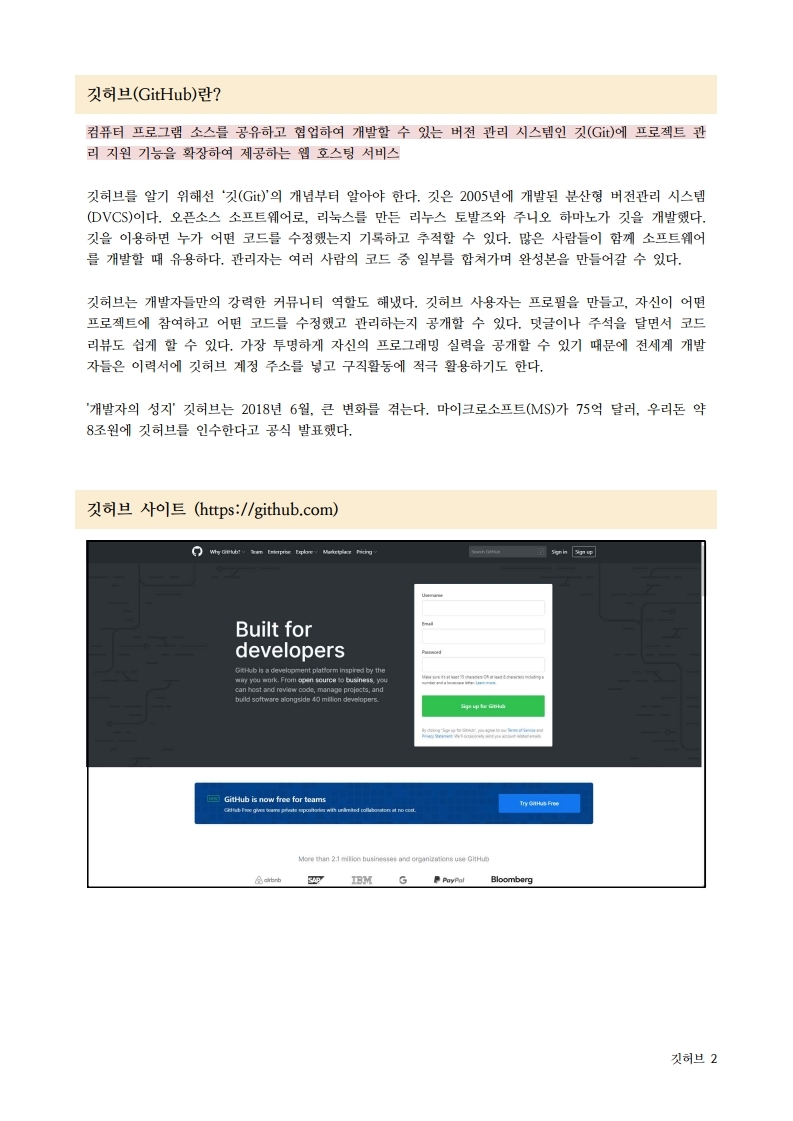 깃허브(GitHub)란?
컴퓨터 프로그램 소스를 공유하고 협업하여 개발할 수 있는 버전 관리 시스템인 깃(Git)에 프로젝트 관
리 지원 기능을 확장하여 제공하는 웹 호스팅 서비스
깃허브를 알기 위해선 '깃(Git)'의 개념부터 알아야 한다. 깃은 2005년에 개발된 분산형 버전관리 시스템
(DVCS)이다. 오픈소스 소프트웨어로, 리눅스를 만든 리누스 토발즈와 주니오 하마노가 깃을 개발했다.
깃을 이용하면 누가 어떤 코드를 수정했는지 기록하고 추적할 수 있다. 많은 사람들이 함께 소프트웨어
를 개발할 때 유용하다. 관리자는 여러 사람의 코드 중 일부를 합쳐가며 완성본을 만들어갈 수 있다.
깃허브는 개발자들만의 강력한 커뮤니티 역할도 해냈다. 깃허브 사용자는 프로필을 만들고, 자신이 어떤
프로젝트에 참여하고 어떤 코드를 수정했고 관리하는지 공개할 수 있다. 덧글이나 주석을 달면서 코드
리뷰도 쉽게 할 수 있다. 가장 투명하게 자신의 프로그래밍 실력을 공개할 수 있기 때문에 전세계 개발
자들은 이력서에 깃허브 계정 주소를 넣고 구직활동에 적극 활용하기도 한다.
'개발자의 성지' 깃허브는 2018년 6월, 큰 변화를 겪는다. 마이크로소프트(MS)가 75억 달러, 우리돈 약
8조원에 깃허브를 인수한다고 공식 발표했다.
깃허브 사이트 (https://github.com)
Why GitHub? Team Enterprise Explore Marketplace Pricing Search GitHub Sign in Sign up
Built for
developers
GitHub is a development platform inspired by the
way you work. From open source to business, you
can host and review code, manage projects, and
build software alongside 40 million developers.
Username
Email
Password
Make sure it's at least 15 characters OR at least 8 characters including a
number and a lowercase letter. Learn more.
Sign up for GitHub
By clicking "Sign up for GitHub", you agree to our Terms of Service and
Privacy Statement. We'll occasionally send you account related emails.
GitHub is now free for teams
GitHub Free gives teams private repositories with unlimited collaborators at no cost.
Try GitHub Free
More than 2.1 million businesses and organizations use GitHub
airbnb SAP IBM G PayPal Bloomberg
깃허브 2